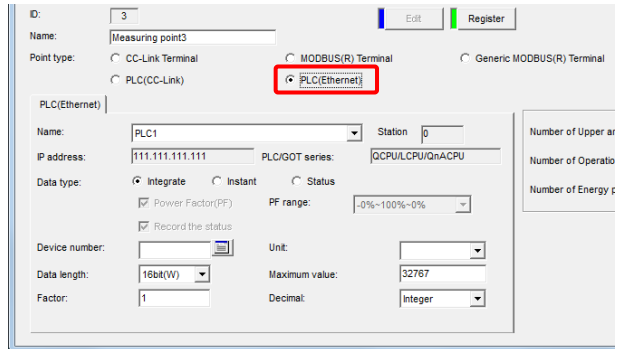 ID: 3 Edit Register
Name: Measuring point3
Point type: CC-Link Terminal MODBUS(R) Terminal Generic MODBUS(R) Terminal
PLC(CC-Link) PLC(Ethernet)
PLC(Ethernet)
Name: PLC1 Station 0 Number of Upper
IP address: 111.111.111.111 PLC/GOT series: QCPU/LCPU/QnACPU Number of Operatio
Data type: Integrate Instant Status Number of Energy
Power Factor(PF) PF range: -0%~100%~0%
Record the status
Device number: Unit:
Data length: 16bit(W) Maximum value: 32767
Factor: 1 Decimal: Integer